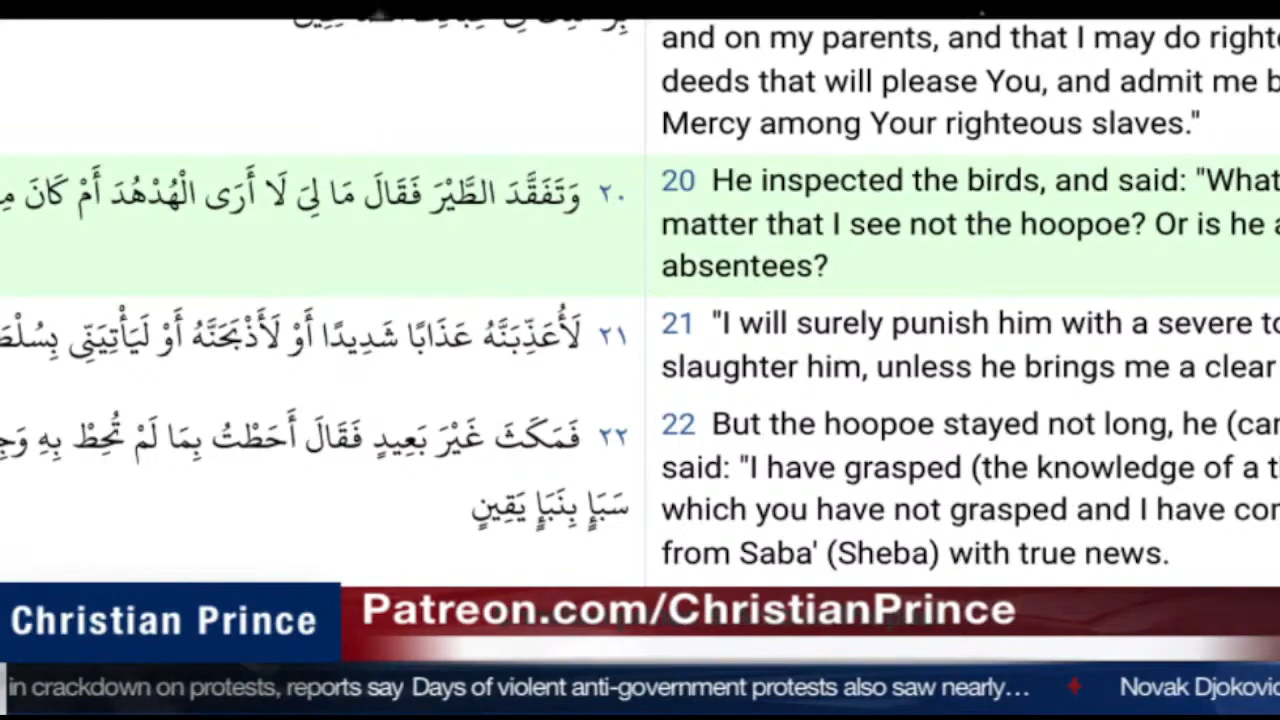 and on my parents, and that I may do righte
deeds that will please You, and admit me b
Mercy among Your righteous slaves."
٢٠ وَتَفَقَّدَ الطَّيْرَ فَقَالَ مَا لِيَ لَا أَرَى الْهُدْهُدَ أَمْ كَانَ مِ
20 He inspected the birds, and said: "What
matter that I see not the hoopoe? Or is he a
absentees?
٢١ لَأُعَذِّبَنَّهُ عَذَابًا شَدِيدًا أَوْ لَأَذْبَحَنَّهُ أَوْ لَيَأْتِيَنِّى بِسُلْطَ
21 "I will surely punish him with a severe to
slaughter him, unless he brings me a clear
٢٢ فَمَكَثَ غَيْرَ بَعِيدٍ فَقَالَ أَحَطْتُ بِمَا لَمْ تُحِطْ بِهِ وَجِ
سَبَإٍ بِنَبَإٍ يَقِينٍ
22 But the hoopoe stayed not long, he (car
said: "I have grasped (the knowledge of a t
which you have not grasped and I have cor
from Saba' (Sheba) with true news.
Christian Prince
Patreon.com/ChristianPrince
in crackdown on protests, reports say Days of violent anti-government protests also saw nearly... Novak Djokovic